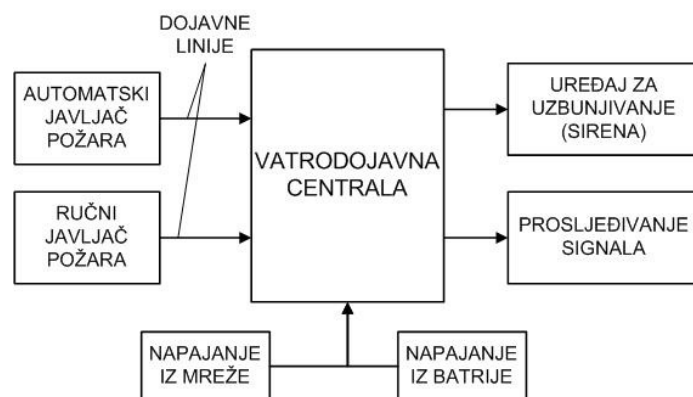 DOJAVNE
LINIJE
AUTOMATSKI
JAVLJAČ
POŽARA
VATRODOJAVNA
CENTRALA
UREĐAJ ZA
UZBUNJIVANJE
(SIRENA)
RUČNI
JAVLJAČ
POŽARA
PROSLJEĐIVANJE
SIGNALA
NAPAJANJE
IZ MREŽE
NAPAJANJE
IZ BATRIJE